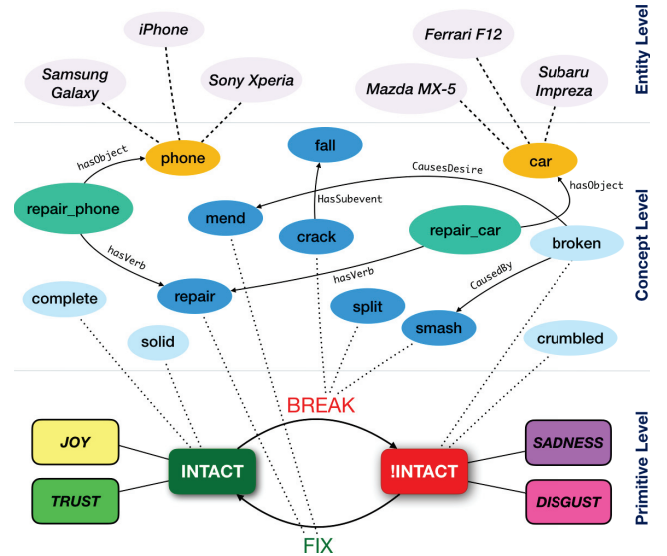 iPhone
Ferrari F12
Samsung
Galaxy
Sony Xperia
Mazda MX-5
Subaru
Impreza
Entity Level
phone
fall
car
hasObject
CausesDesire
hasObject
repair_phone
mend
HasSubevent
crack
repair_car
broken
hasVerb
hasVerb
CausedBy
Concept Level
complete
repair
split
smash
solid
crumbled
BREAK
JOY
INTACT
!INTACT
SADNESS
TRUST
DISGUST
FIX
Primitive Level